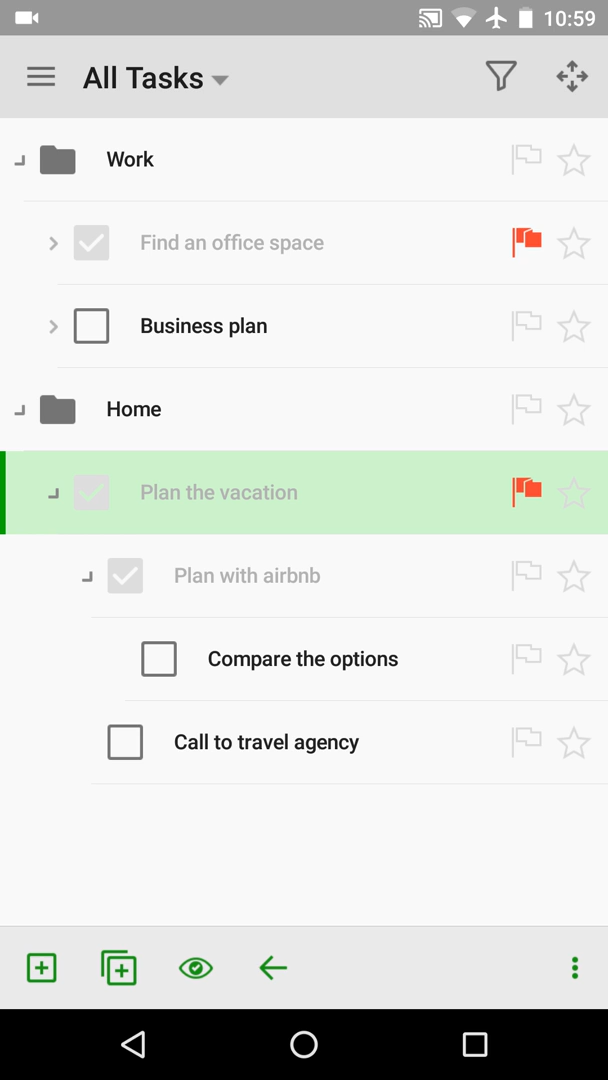 10:59
All Tasks
Work
Find an office space
Business plan
Home
Plan the vacation
Plan with airbnb
Compare the options
Call to travel agency